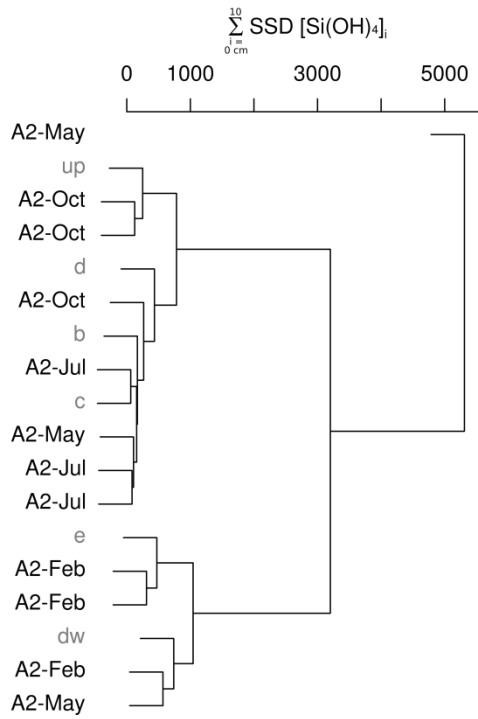 10
∑ SSD [Si(OH)₄]ᵢ
i =
0 cm
0 1000 3000 5000
A2-May
up
A2-Oct
A2-Oct
d
A2-Oct
b
A2-Jul
c
A2-May
A2-Jul
A2-Jul
e
A2-Feb
A2-Feb
dw
A2-Feb
A2-May